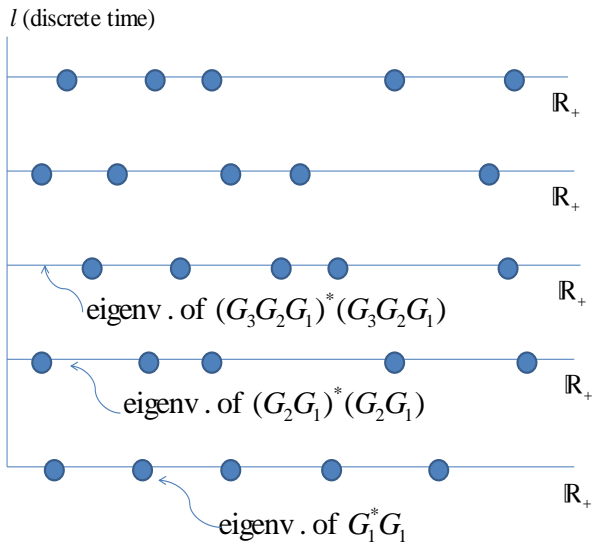 l (discrete time)
ℝ₊
ℝ₊
ℝ₊
eigenv . of (G₃G₂G₁)*(G₃G₂G₁)
ℝ₊
eigenv . of (G₂G₁)*(G₂G₁)
ℝ₊
eigenv . of G₁*G₁